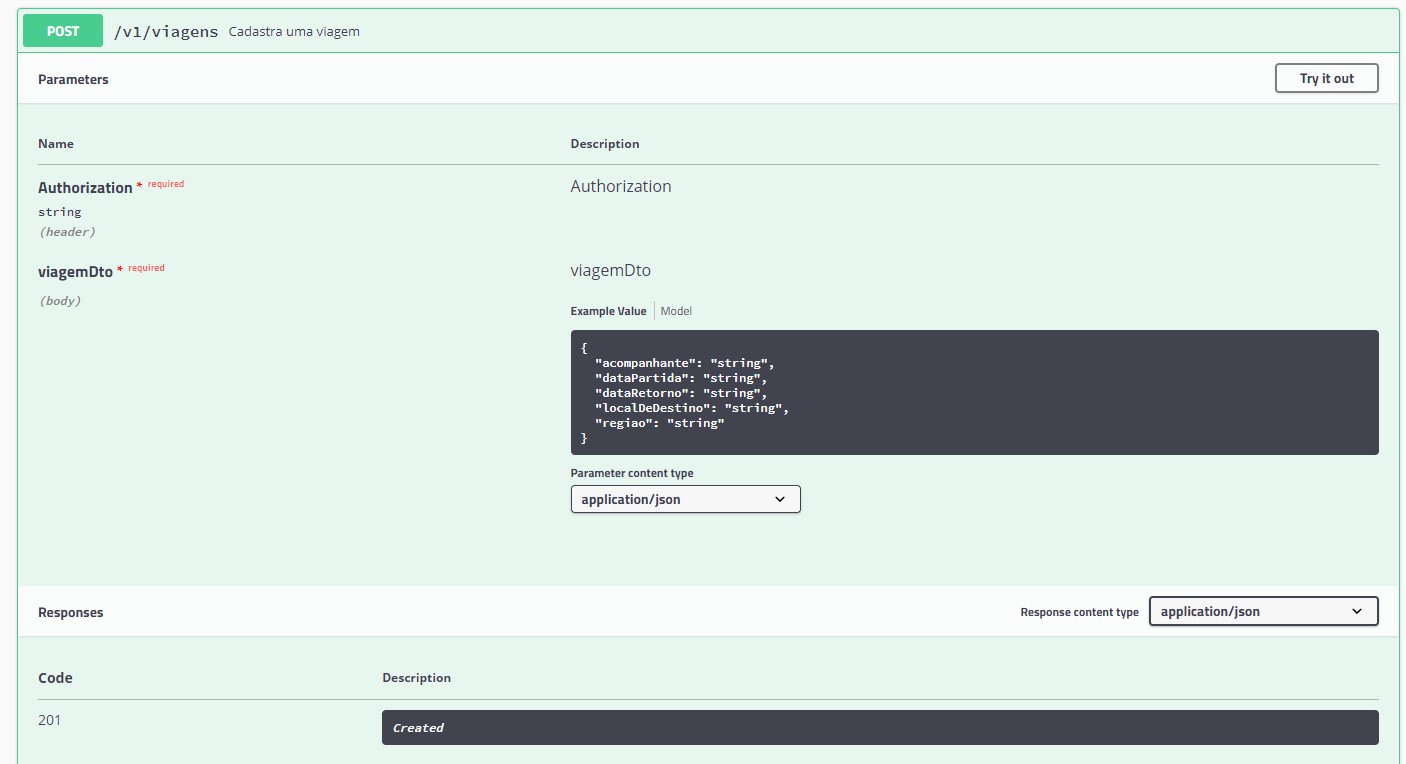 POST /v1/viagens Cadastra uma viagem
Parameters Try it out
Name Description
Authorization * required Authorization
string
(header)
viagemDto * required viagemDto
(body)
Example Value Model
{
  "acompanhante": "string",
  "dataPartida": "string",
  "dataRetorno": "string",
  "localDeDestino": "string",
  "regiao": "string"
}
Parameter content type
application/json
Responses Response content type application/json
Code Description
201 Created